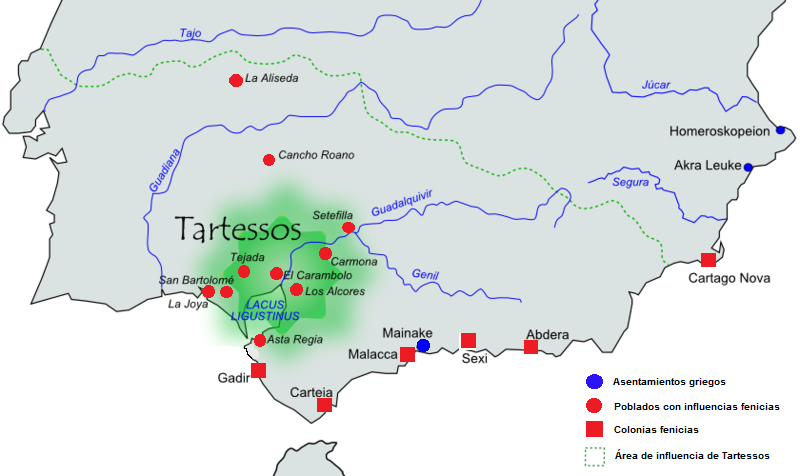 Tajo
La Aliseda
Júcar
Homeroskopeion
Cancho Roano
Akra Leuke
Guadiana
Segura
Guadalquivir
Setefilla
Tartessos
Tejada
Carmona
El Carambolo
Genil
San Bartolomé
Los Alcores
La Joya
LACUS
LIGUSTINUS
Cartago Nova
Asta Regia
Mainake
Abdera
Malacca
Sexi
Gadir
Carteia
Asentamientos griegos
Poblados con influencias fenicias
Colonias fenicias
Área de influencia de Tartessos